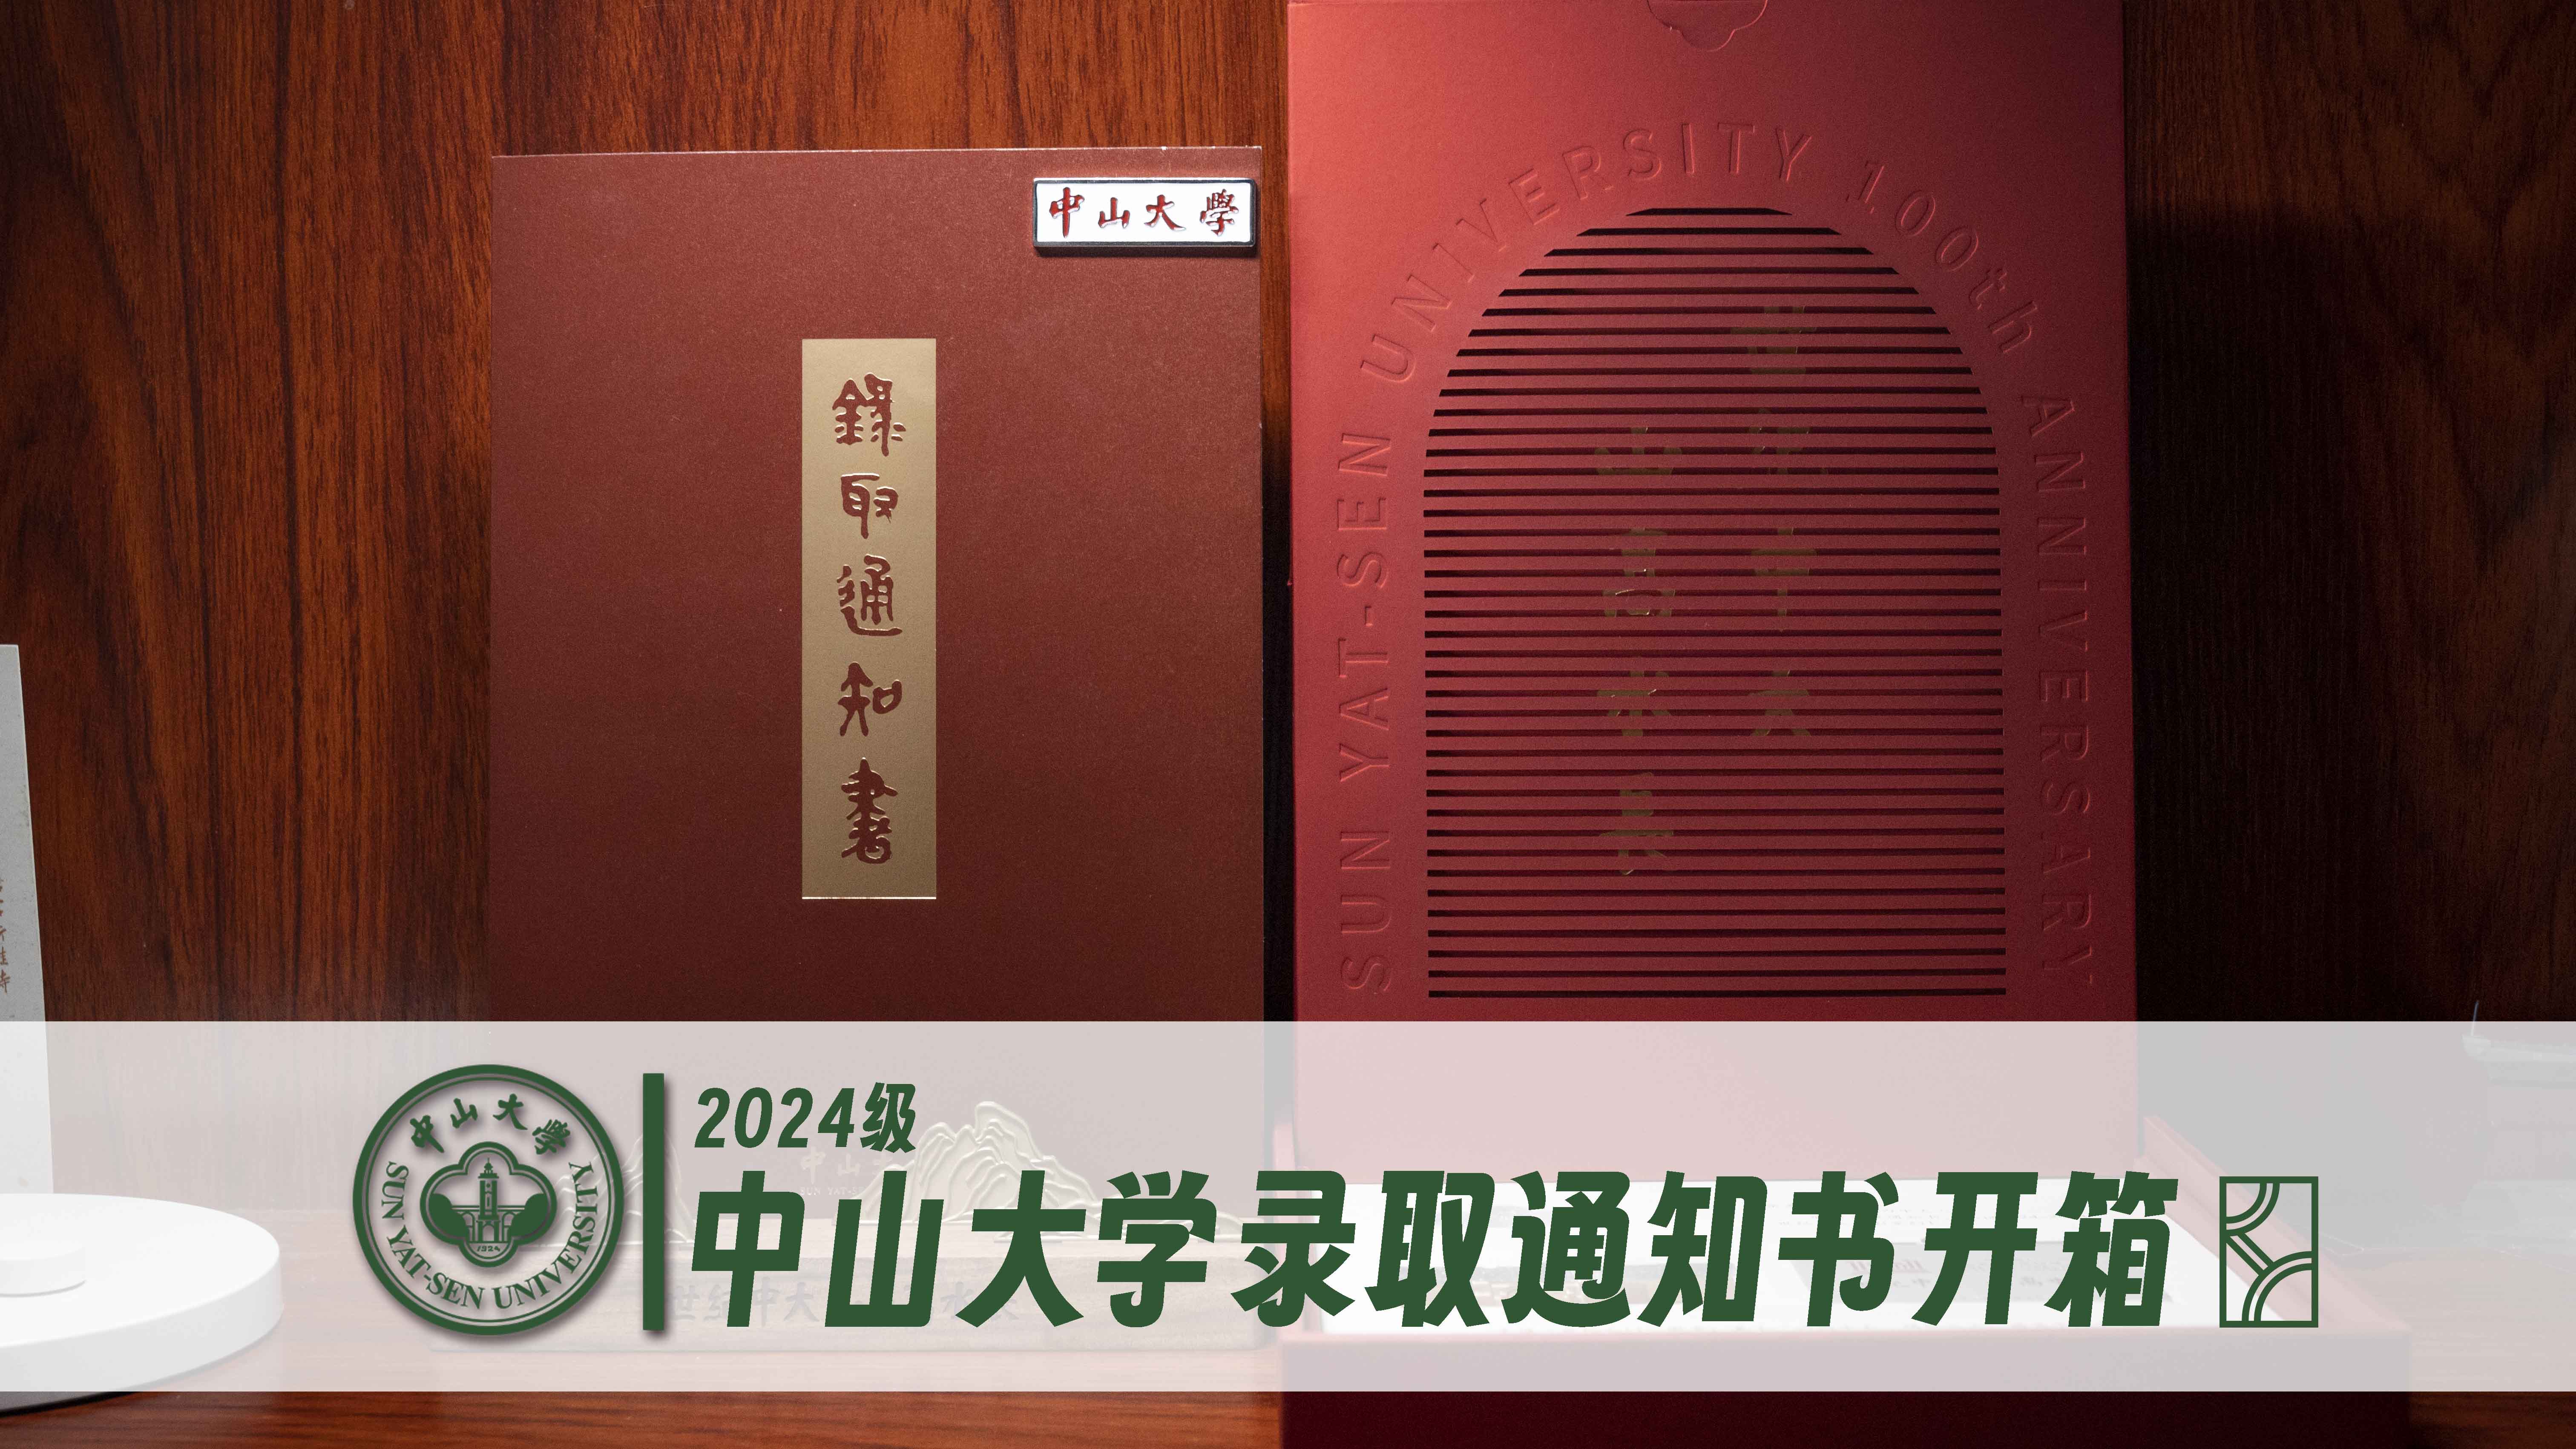 中山大學
錄取通知書
SUN YAT-SEN UNIVERSITY 100th ANNIVERSARY
中山大学
SUN YAT-SEN UNIVERSITY
1924
2024级
中山大学录取通知书开箱